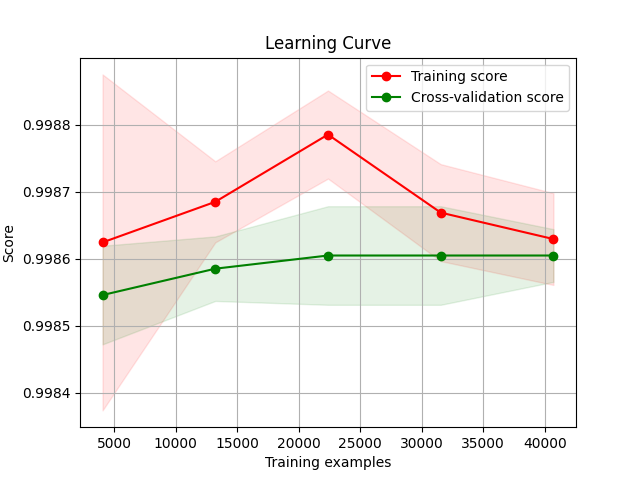 Learning Curve
Training score
Cross-validation score
0.9988
0.9987
0.9986
0.9985
0.9984
Score
5000 10000 15000 20000 25000 30000 35000 40000
Training examples